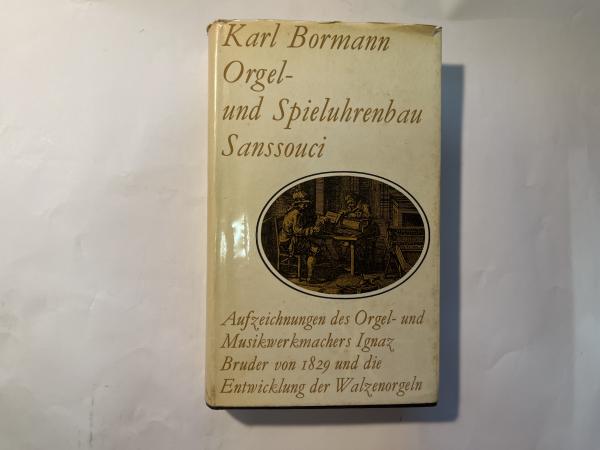 Karl Bormann
Orgel-
und Spieluhrenbau
Sanssouci
Aufzeichnungen des Orgel- und
Musikwerkmachers Ignaz
Bruder von 1829 und die
Entwicklung der Walzenorgeln